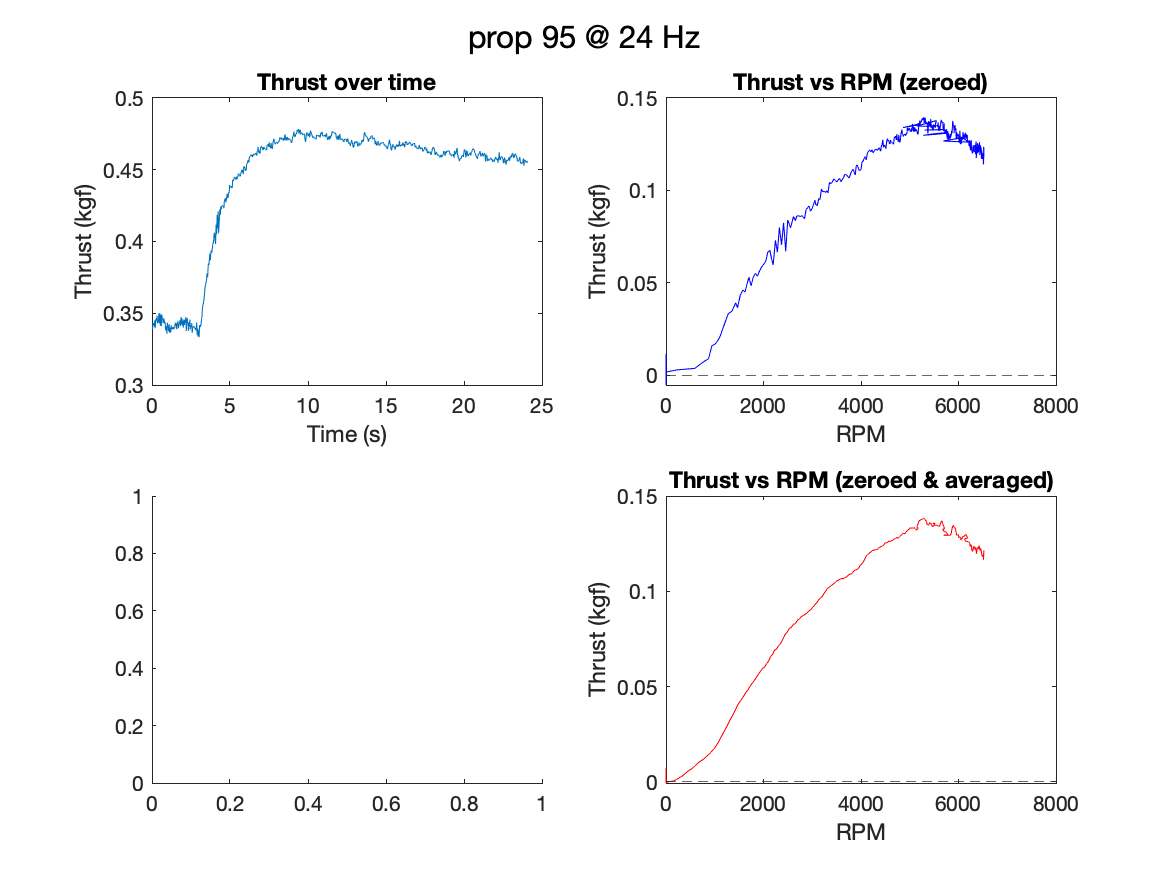 prop 95 @ 24 Hz
Thrust over time
0.5
0.45
0.4
0.35
0.3
Thrust (kgf)
0 5 10 15 20 25
Time (s)
Thrust vs RPM (zeroed)
0.15
0.1
0.05
0
Thrust (kgf)
0 2000 4000 6000 8000
RPM
1
0.8
0.6
0.4
0.2
0
0 0.2 0.4 0.6 0.8 1
Thrust vs RPM (zeroed & averaged)
0.15
0.1
0.05
0
Thrust (kgf)
0 2000 4000 6000 8000
RPM